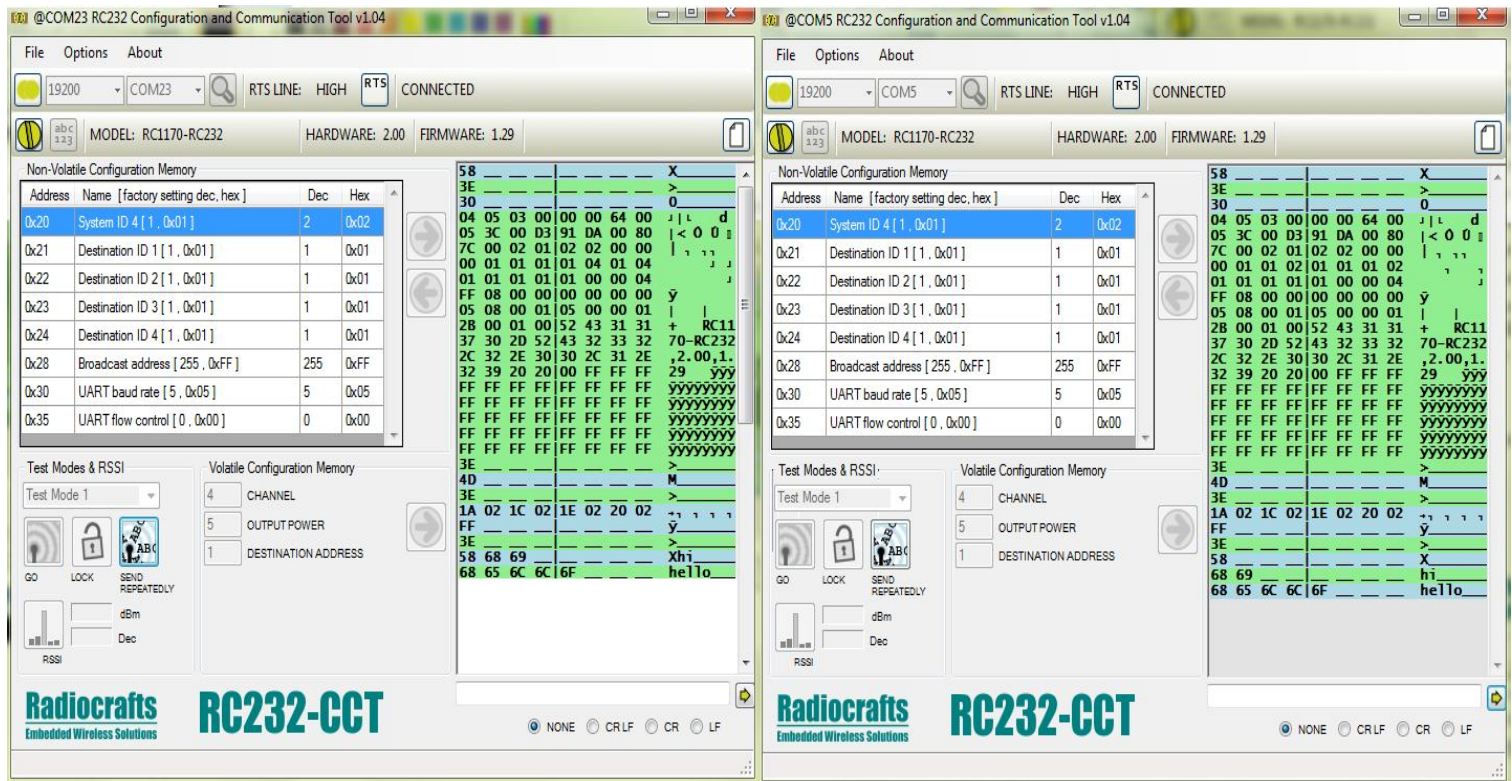 @COM23 RC232 Configuration and Communication Tool v1.04
File Options About
19200 COM23 RTS LINE: HIGH RTS CONNECTED
abc 123 MODEL: RC1170-RC232 HARDWARE: 2.00 FIRMWARE: 1.29
Non-Volatile Configuration Memory
Address Name [factory setting dec, hex ] Dec Hex
0x20 System ID 4 [ 1 , 0x01 ] 2 0x02
0x21 Destination ID 1 [ 1 , 0x01 ] 1 0x01
0x22 Destination ID 2 [ 1 , 0x01 ] 1 0x01
0x23 Destination ID 3 [ 1 , 0x01 ] 1 0x01
0x24 Destination ID 4 [ 1 , 0x01 ] 1 0x01
0x28 Broadcast address [ 255 , 0xFF ] 255 0xFF
0x30 UART baud rate [ 5 , 0x05 ] 5 0x05
0x35 UART flow control [ 0 , 0x00 ] 0 0x00
Test Modes & RSSI
Test Mode 1
GO LOCK SEND REPEATEDLY
ABC ABC
dBm
Dec
RSSI
Volatile Configuration Memory
4 CHANNEL
5 OUTPUT POWER
1 DESTINATION ADDRESS
58 X
3E >
30 0
04 05 03 00|00 00 64 00 d
05 3C 00 D3|91 DA 00 80
7C 00 02 01|02 02 00 00
00 01 01 01|01 04 01 04
01 01 01 01|01 00 00 04
FF 08 00 00|00 00 00 00 ÿ
05 08 00 01|05 00 00 01
2B 00 01 00|52 43 31 31 + RC11
37 30 2D 52|43 32 33 32 70-RC232
2C 32 2E 30|30 2C 31 2E ,2.00,1.
32 39 20 20|00 FF FF FF 29 ÿÿÿ
FF FF FF FF|FF FF FF FF ÿÿÿÿÿÿÿÿ
FF FF FF FF|FF FF FF FF ÿÿÿÿÿÿÿÿ
FF FF FF FF|FF FF FF FF ÿÿÿÿÿÿÿÿ
FF FF FF FF|FF FF FF FF ÿÿÿÿÿÿÿÿ
FF FF FF FF|FF FF FF FF ÿÿÿÿÿÿÿÿ
3E >
4D M
3E >
1A 02 1C 02|1E 02 20 02
FF ÿ
3E >
58 68 69 Xhi
68 65 6C 6C|6F hello
Radiocrafts
Embedded Wireless Solutions
RC232-CCT
NONE CR LF CR LF
@COM5 RC232 Configuration and Communication Tool v1.04
File Options About
19200 COM5 RTS LINE: HIGH RTS CONNECTED
abc 123 MODEL: RC1170-RC232 HARDWARE: 2.00 FIRMWARE: 1.29
Non-Volatile Configuration Memory
Address Name [factory setting dec, hex ] Dec Hex
0x20 System ID 4 [ 1 , 0x01 ] 2 0x02
0x21 Destination ID 1 [ 1 , 0x01 ] 1 0x01
0x22 Destination ID 2 [ 1 , 0x01 ] 1 0x01
0x23 Destination ID 3 [ 1 , 0x01 ] 1 0x01
0x24 Destination ID 4 [ 1 , 0x01 ] 1 0x01
0x28 Broadcast address [ 255 , 0xFF ] 255 0xFF
0x30 UART baud rate [ 5 , 0x05 ] 5 0x05
0x35 UART flow control [ 0 , 0x00 ] 0 0x00
Test Modes & RSSI
Test Mode 1
GO LOCK SEND REPEATEDLY
ABC ABC
dBm
Dec
RSSI
Volatile Configuration Memory
4 CHANNEL
5 OUTPUT POWER
1 DESTINATION ADDRESS
58 X
3E >
30 0
04 05 03 00|00 00 64 00 d
05 3C 00 D3|91 DA 00 80
7C 00 02 01|02 02 00 00
00 01 01 02|01 01 01 02
01 01 01 01|01 00 00 04
FF 08 00 00|00 00 00 00 ÿ
05 08 00 01|05 00 00 01
2B 00 01 00|52 43 31 31 + RC11
37 30 2D 52|43 32 33 32 70-RC232
2C 32 2E 30|30 2C 31 2E ,2.00,1.
32 39 20 20|00 FF FF FF 29 ÿÿÿ
FF FF FF FF|FF FF FF FF ÿÿÿÿÿÿÿÿ
FF FF FF FF|FF FF FF FF ÿÿÿÿÿÿÿÿ
FF FF FF FF|FF FF FF FF ÿÿÿÿÿÿÿÿ
FF FF FF FF|FF FF FF FF ÿÿÿÿÿÿÿÿ
FF FF FF FF|FF FF FF FF ÿÿÿÿÿÿÿÿ
3E >
4D M
3E >
1A 02 1C 02|1E 02 20 02
FF ÿ
3E >
58 X
68 69 hi
68 65 6C 6C|6F hello
Radiocrafts
Embedded Wireless Solutions
RC232-CCT
NONE CR LF CR LF